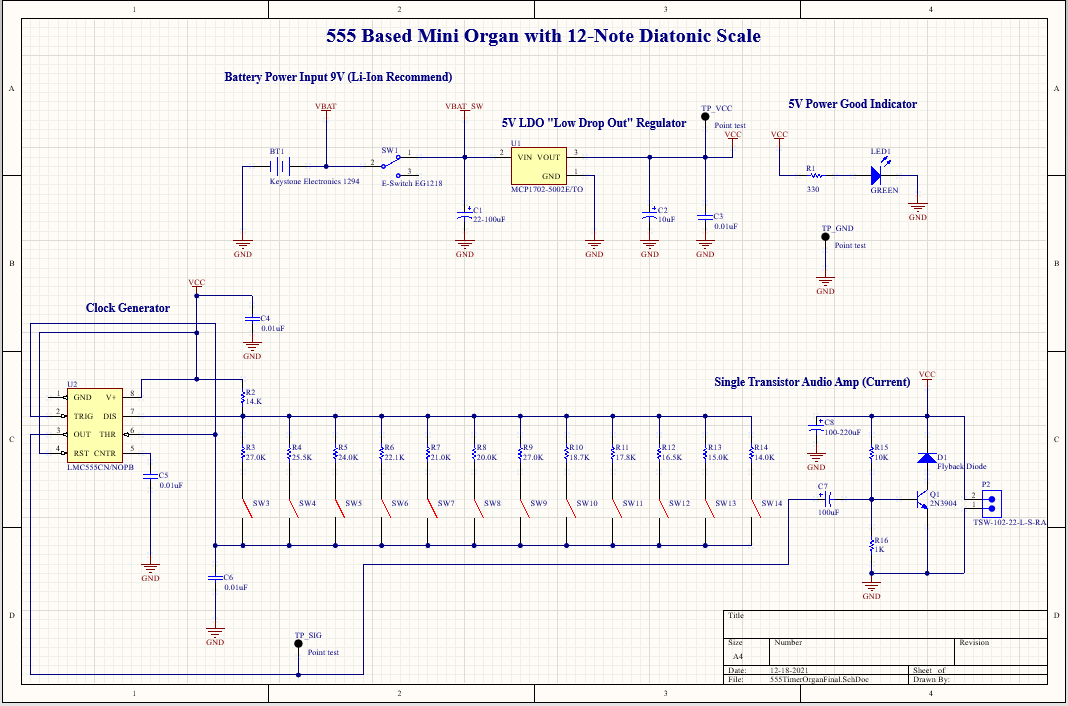 1 2 3 4
555 Based Mini Organ with 12-Note Diatonic Scale
Battery Power Input 9V (Li-Ion Recommend)
A
A
5V Power Good Indicator
VBAT
VBAT_SW
TP_VCC
5V LDO "Low Drop Out" Regulator
Point test
VCC
VCC
BT1
SW1
1
2
3
U1
2
VIN VOUT
3
GND
1
LED1
R1
Keystone Electronics 1294
E-Switch EG1218
MCP1702-5002E/TO
330
GREEN
C1
22-100uF
C2
10uF
C3
0.01uF
GND
TP_GND
Point test
GND
GND
GND
GND
GND
B
B
GND
VCC
Clock Generator
C4
0.01uF
GND
U2
1 GND V+ 8
2 TRIG DIS 7
3 OUT THR 6
4 RST CNTR 5
LMC555CN/NOPB
R2
14.K
Single Transistor Audio Amp (Current)
VCC
C
C
C8
100-220uF
GND
R3
27.0K
R4
25.5K
R5
24.0K
R6
22.1K
R7
21.0K
R8
20.0K
R9
27.0K
R10
18.7K
R11
17.8K
R12
16.5K
R13
15.0K
R14
14.0K
R15
10K
D1
Flyback Diode
C5
0.01uF
C7
100uF
Q1
2N3904
P2
2
1
TSW-102-22-L-S-RA
SW3 SW4 SW5 SW6 SW7 SW8 SW9 SW10 SW11 SW12 SW13 SW14
R16
1K
GND
C6
0.01uF
GND
GND
D
D
TP_SIG
Point test
Title
Size
Number
Revision
A4
Date: 12-18-2021 Sheet of
File: 555TimerOrganFinal.SchDoc Drawn By:
1 2 3 4